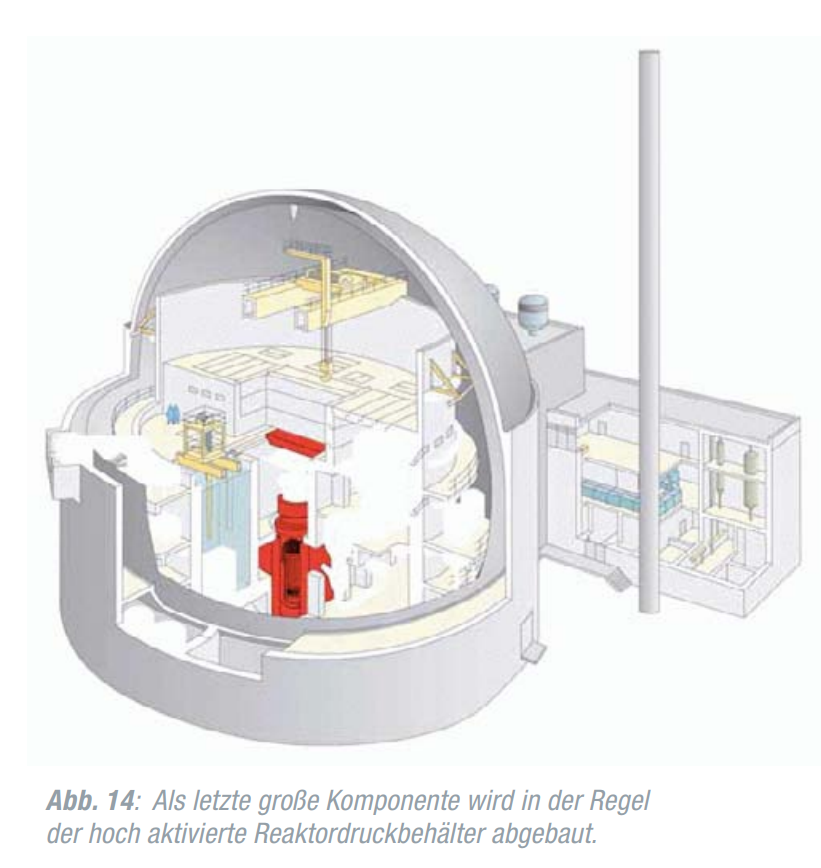 Abb. 14: Als letzte große Komponente wird in der Regel
der hoch aktivierte Reaktordruckbehälter abgebaut.